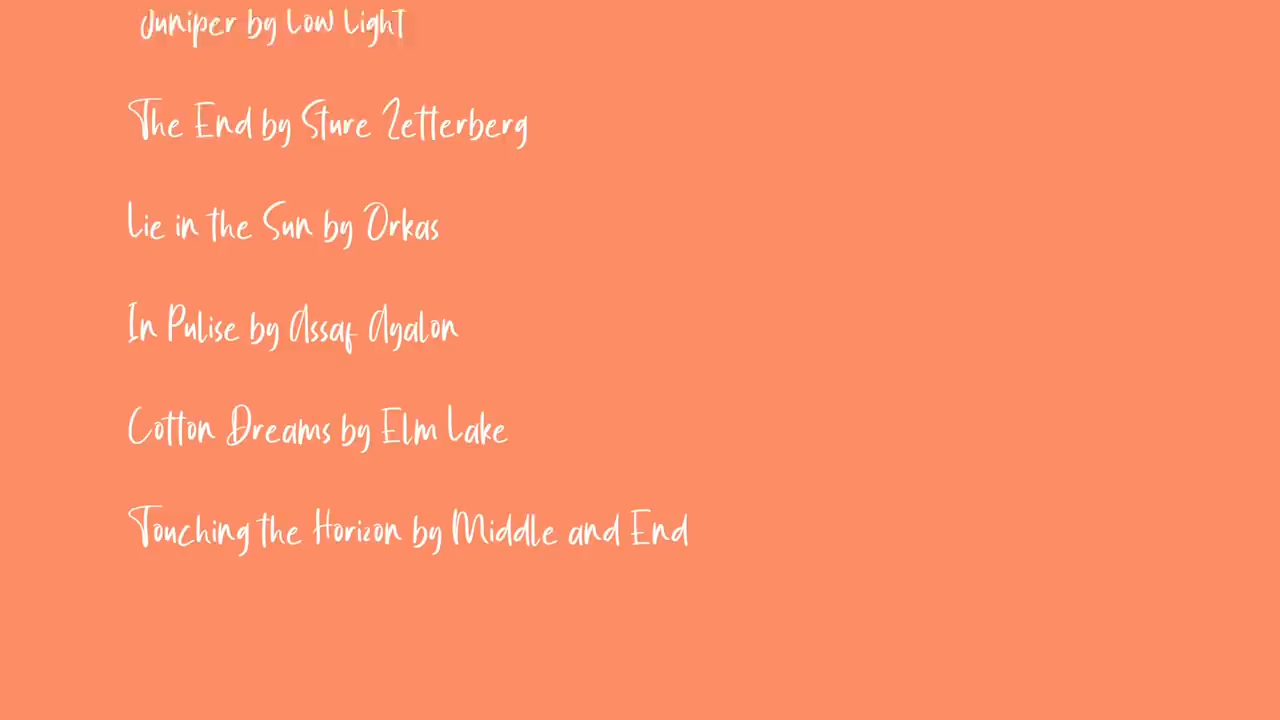 Juniper by Low Light
The End by Sture Zetterberg
Lie in the Sun by Orkas
In Pulise by Assaf Ayalon
Cotton Dreams by Elm Lake
Touching the Horizon by Middle and End